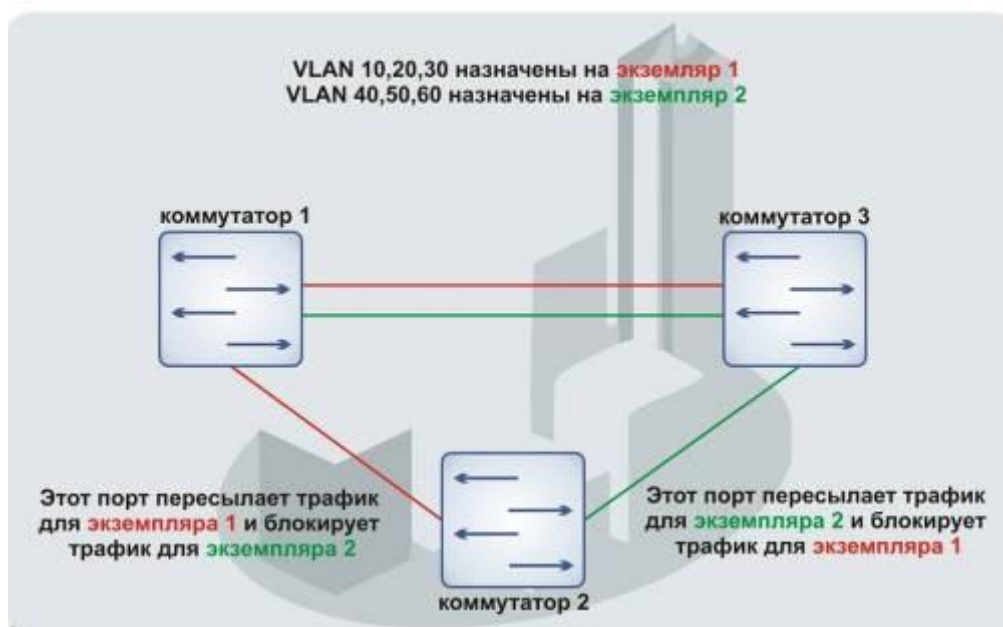 VLAN 10,20,30 назначены на экземляр 1
VLAN 40,50,60 назначены на экземпляр 2
коммутатор 1
коммутатор 3
Этот порт пересылает трафик
для экземпляра 1 и блокирует
трафик для экземпляра 2
Этот порт пересылает трафик
для экземпляра 2 и блокирует
трафик для экземпляра 1
коммутатор 2